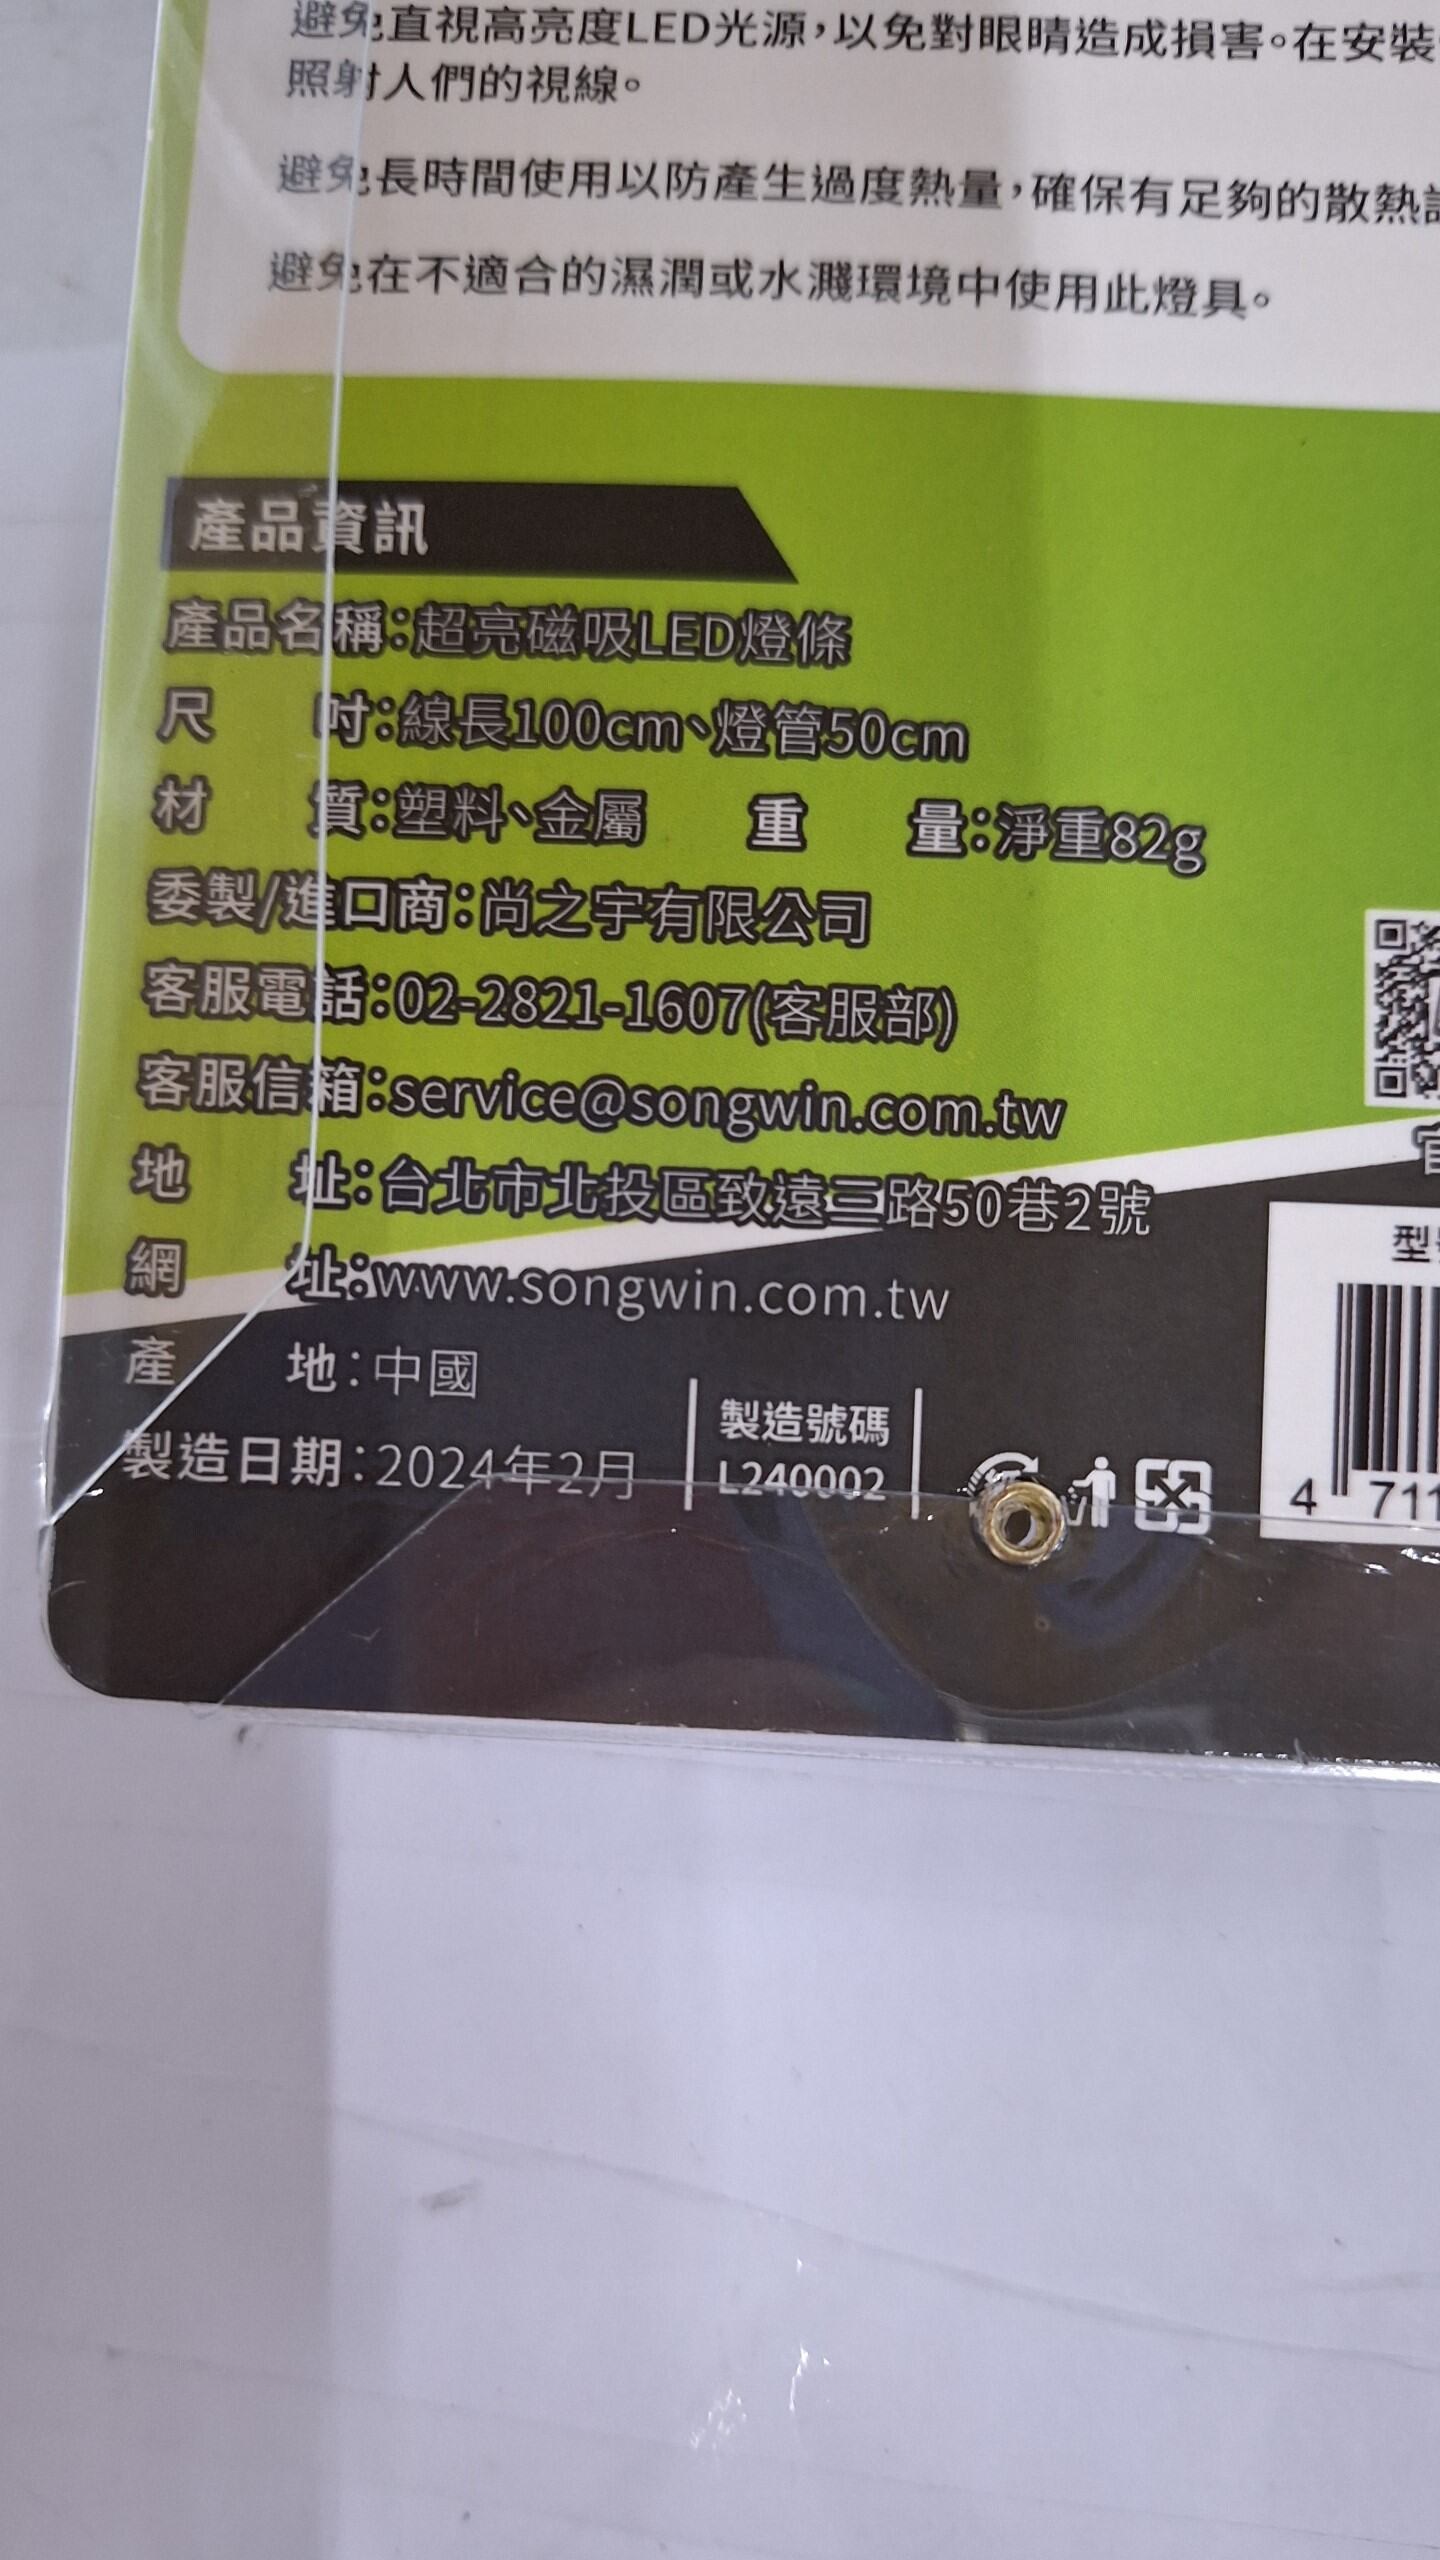 避免直視高亮度LED光源，以免對眼睛造成損害。在安裝
照射人們的視線。
避免長時間使用以防產生過度熱量，確保有足夠的散熱
避免在不適合的濕潤或水濺環境中使用此燈具。
產品資訊
產品名稱：超亮磁吸LED燈條
尺 吋：線長100cm、燈管50cm
材 質：塑料、金屬 重 量：淨重82g
委製/進口商：尚之宇有限公司
客服電話：02-2821-1607(客服部)
客服信箱：service@songwin.com.tw
地 址：台北市北投區致遠三路50巷2號
網 址：www.songwin.com.tw
產 地：中國
製造日期：2024年2月
製造號碼
L240002
型
4 711